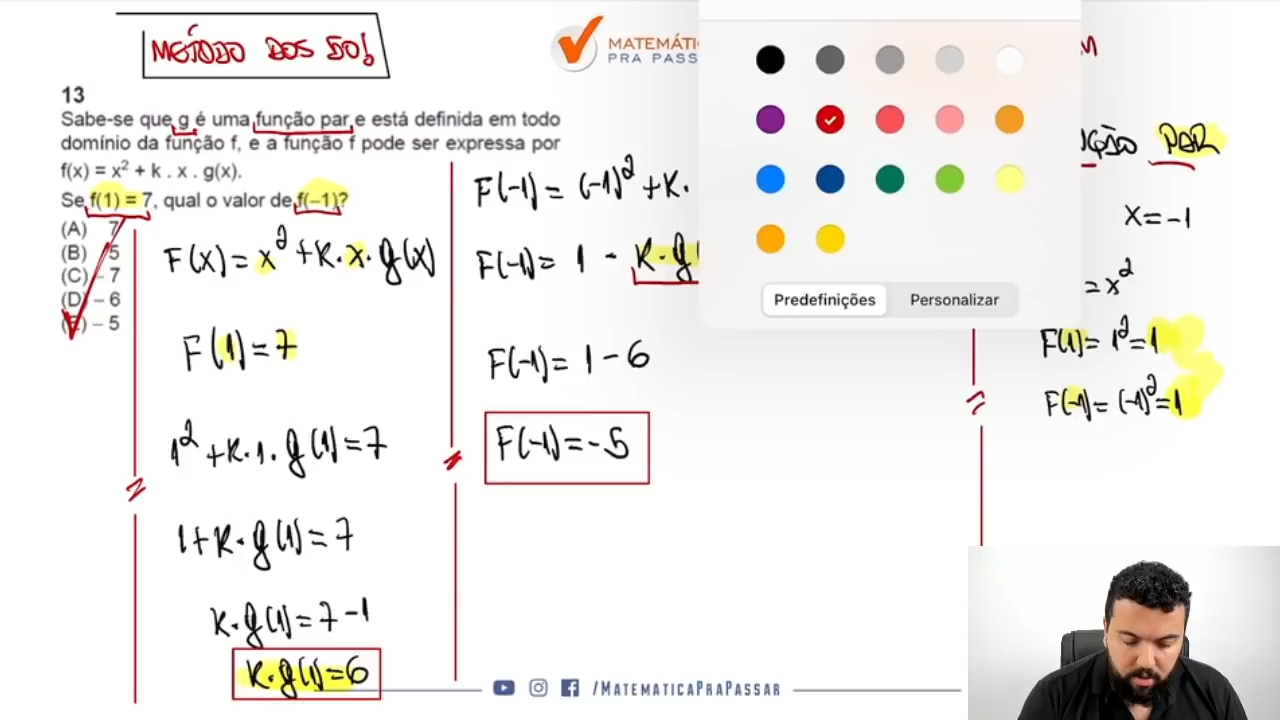 MÉTODO DOS 50!
MATEMÁTI
PRA PASS
13
Sabe-se que g é uma função par e está definida em todo
domínio da função f, e a função f pode ser expressa por
f(x) = x² + k . x . g(x).
Se f(1) = 7, qual o valor de f(−1)?
(A) 7
(B) 5
(C) − 7
(D) − 6
(E) − 5
F(x) = x² + K · x · g(x)
F(1) = 7
1² + K · 1 · g(1) = 7
1 + K · g(1) = 7
K · g(1) = 7 − 1
K · g(1) = 6
F(-1) = (-1)² + K ·
F(-1) = 1 - K · g(
F(-1) = 1 − 6
F(-1) = − 5
Predefinições Personalizar
M
ÇÃO PAR
X = −1
= x²
F(1) = 1² = 1
F(-1) = (-1)² = 1
/MATEMATICAPRAPASSAR